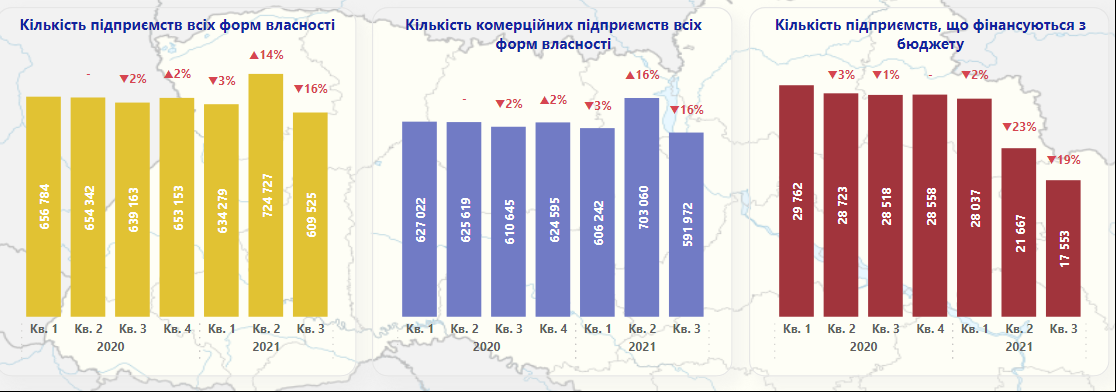 Кількість підприємств всіх форм власності
▲14%
-
▼2%
▲2%
▼3%
▼16%
656 784
654 342
639 163
653 153
634 279
724 727
609 525
Кв. 1
Кв. 2
Кв. 3
Кв. 4
Кв. 1
Кв. 2
Кв. 3
2020
2021
Кількість комерційних підприємств всіх
форм власності
-
▼2%
▲2%
▼3%
▲16%
▼16%
627 022
625 619
610 645
624 595
606 242
703 060
591 972
Кв. 1
Кв. 2
Кв. 3
Кв. 4
Кв. 1
Кв. 2
Кв. 3
2020
2021
Кількість підприємств, що фінансуються з
бюджету
▼3%
▼1%
-
▼2%
▼23%
▼19%
29 762
28 723
28 518
28 558
28 037
21 667
17 553
Кв. 1
Кв. 2
Кв. 3
Кв. 4
Кв. 1
Кв. 2
Кв. 3
2020
2021